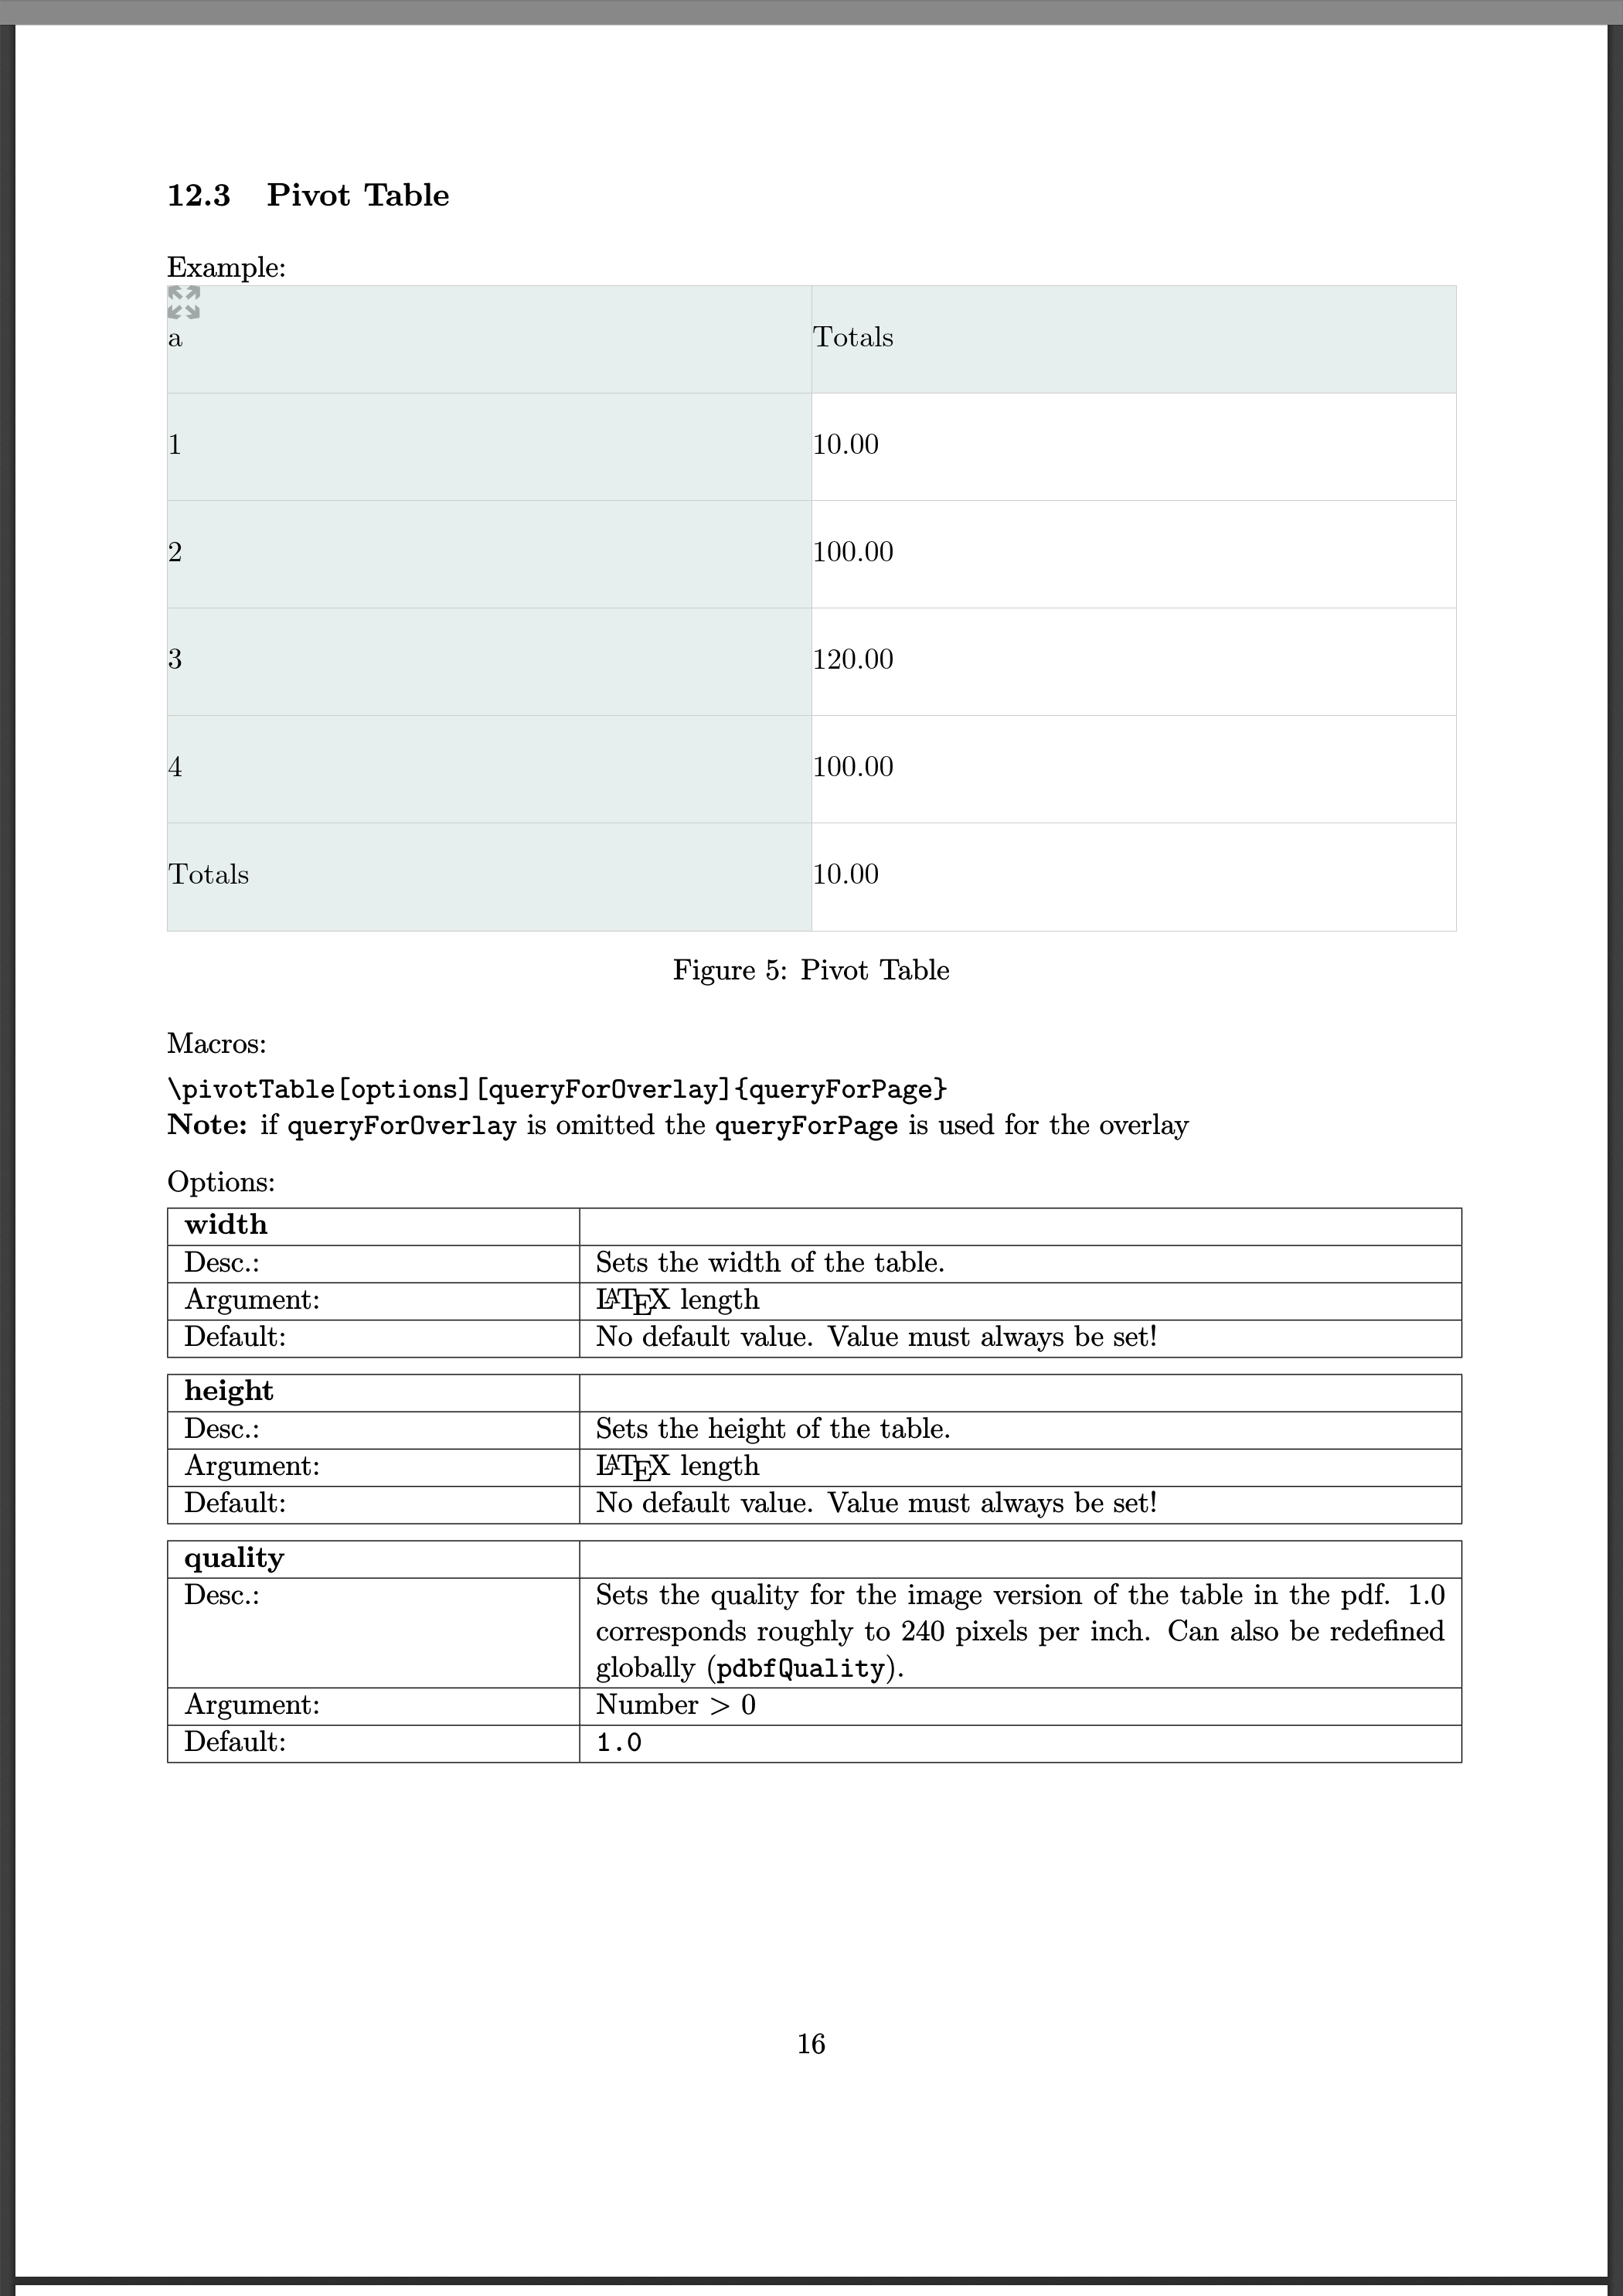 12.3 Pivot Table
Example:
a Totals
1 10.00
2 100.00
3 120.00
4 100.00
Totals 10.00
Figure 5: Pivot Table
Macros:
\pivotTable[options][queryForOverlay]{queryForPage}
Note: if queryForOverlay is omitted the queryForPage is used for the overlay
Options:
width
Desc.: Sets the width of the table.
Argument: LATEX length
Default: No default value. Value must always be set!
height
Desc.: Sets the height of the table.
Argument: LATEX length
Default: No default value. Value must always be set!
quality
Desc.: Sets the quality for the image version of the table in the pdf. 1.0
corresponds roughly to 240 pixels per inch. Can also be redefined
globally (pdbfQuality).
Argument: Number > 0
Default: 1.0
16